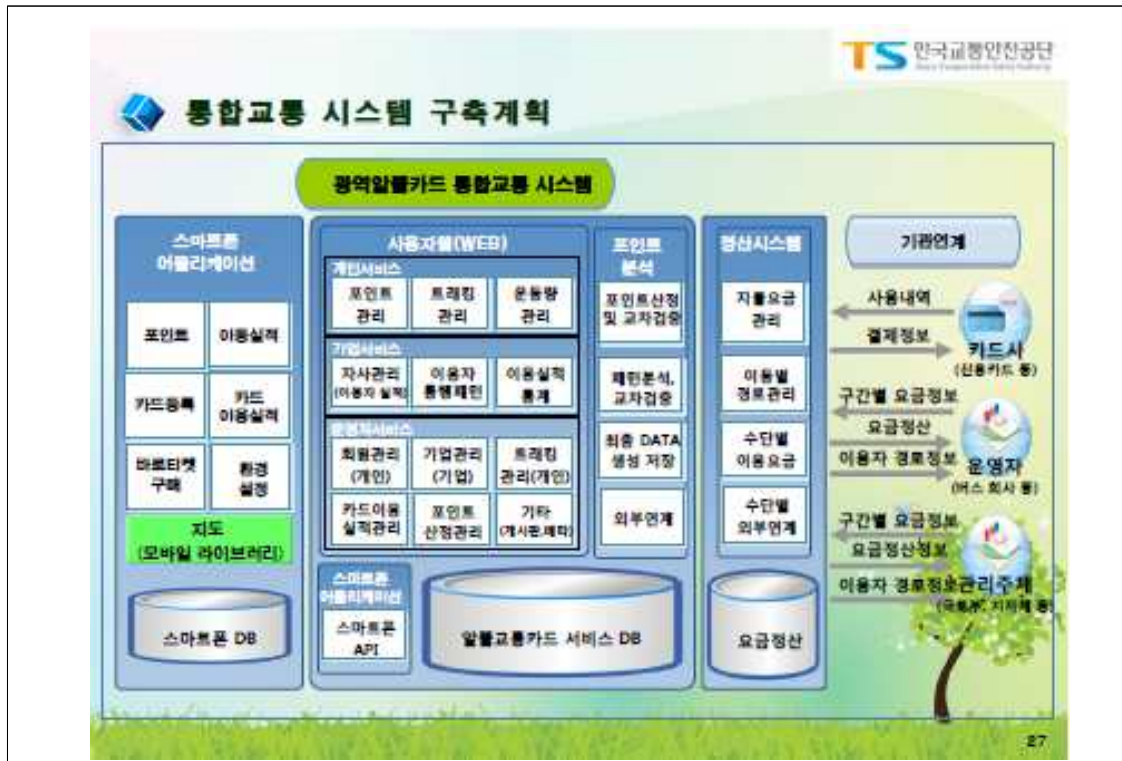 TS 한국교통안전공단
통합교통 시스템 구축계획
광역알뜰카드 통합교통 시스템
스마트폰
어플리케이션
포인트
이동실적
카드등록
카드
이용실적
바로티켓
구매
환경
설정
지도
(모바일 라이브러리)
스마트폰 DB
사용자웹(WEB)
개인서비스
포인트
관리
트래킹
관리
운동량
관리
기업서비스
자사관리
(이용자 실적)
이용자
통행패턴
이용실적
통계
운영자서비스
회원관리
(개인)
기업관리
(기업)
트래킹
관리(개인)
카드이용
실적관리
포인트
산정관리
기타
스마트폰
어플리케이션
스마트폰
API
알뜰교통카드 서비스 DB
포인트
분석
포인트산정
및 교차검증
패턴분석,
교차검증
최종 DATA
생성 저장
외부연계
정산시스템
지불요금
관리
이용별
경로관리
수단별
이용요금
수단별
외부연계
요금정산
기관연계
사용내역
결제정보
카드사
(신용카드 등)
구간별 요금정보
요금정산
이용자 경로정보
운영자
(버스 회사 등)
구간별 요금정보
요금정산정보
이용자 경로정보
관리주체
(국토부, 지자체 등)
27